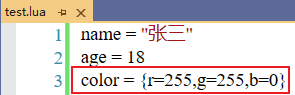 test.lua
1 name = "张三"
2 age = 18
3 color = {r=255,g=255,b=0}